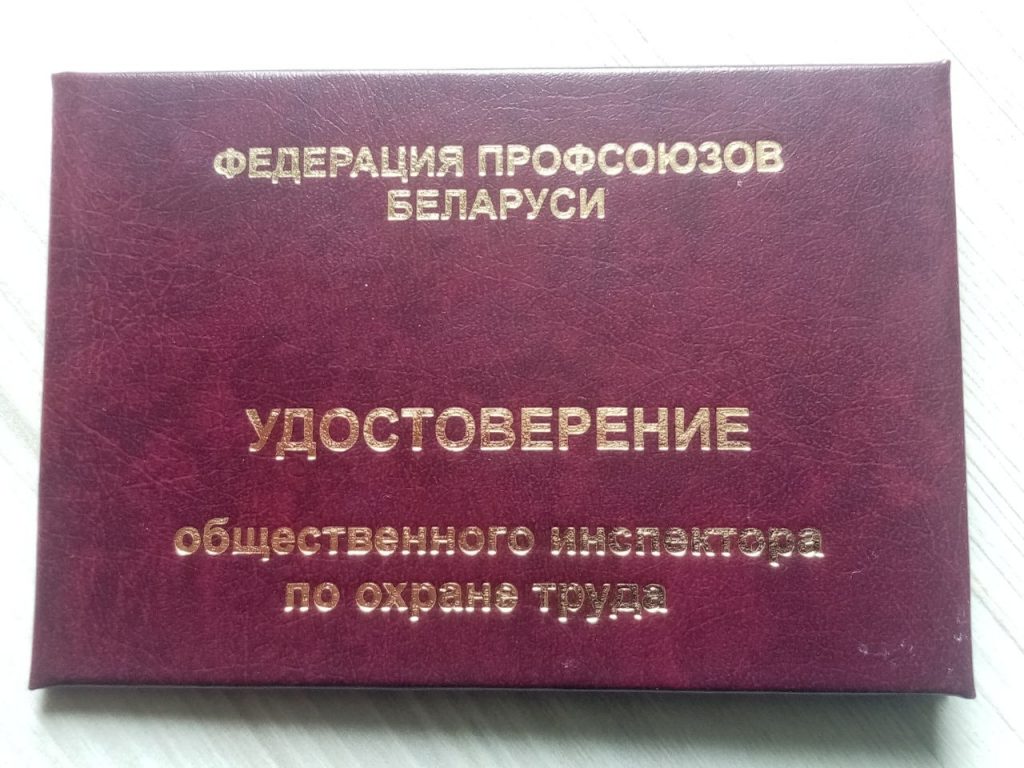 ФЕДЕРАЦИЯ ПРОФСОЮЗОВ
БЕЛАРУСИ
УДОСТОВЕРЕНИЕ
общественного инспектора
по охране труда